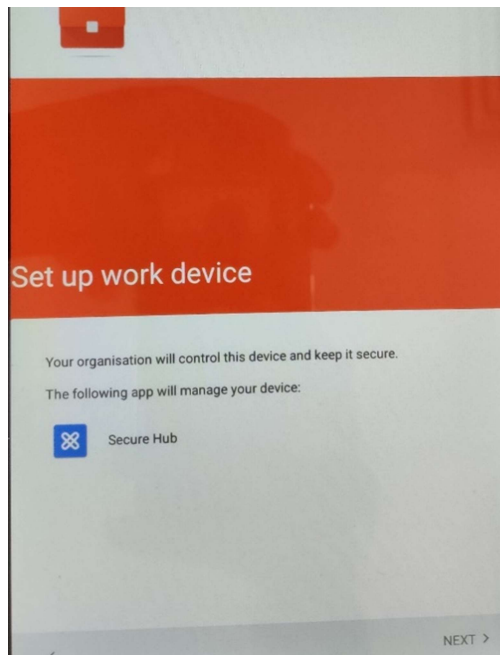 Set up work device
Your organisation will control this device and keep it secure.
The following app will manage your device:
Secure Hub
NEXT >